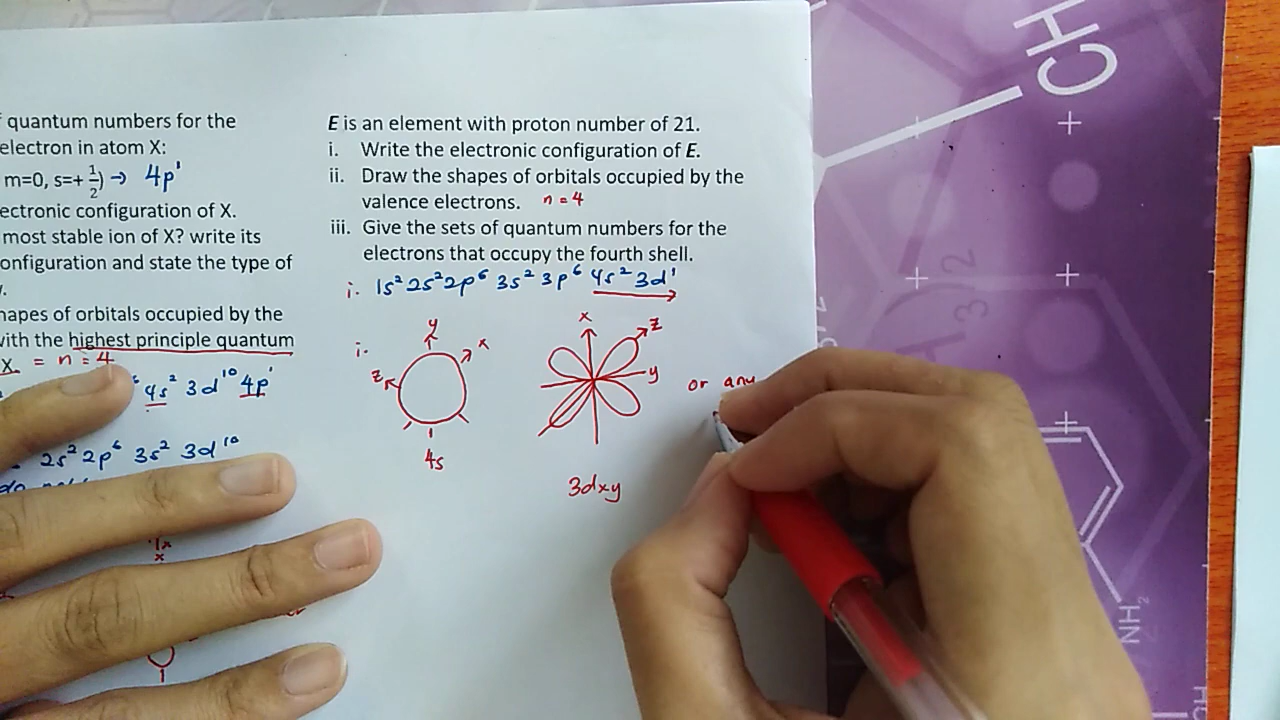 f quantum numbers for the
electron in atom X:
m=0, s=+ 1/2) → 4p¹
ectronic configuration of X.
most stable ion of X? write its
onfiguration and state the type of
y.
hapes of orbitals occupied by the
with the highest principle quantum
X = n = 4
⁶ 4s² 3d¹⁰ 4p¹
2s² 2p⁶ 3s² 3d¹⁰
E is an element with proton number of 21.
i. Write the electronic configuration of E.
ii. Draw the shapes of orbitals occupied by the
valence electrons. n = 4
iii. Give the sets of quantum numbers for the
electrons that occupy the fourth shell.
i. 1s² 2s² 2p⁶ 3s² 3p⁶ 4s² 3d¹
i.
y
x
z
4s
x
z
y
3dxy
or any
CH
3/2
NH₂